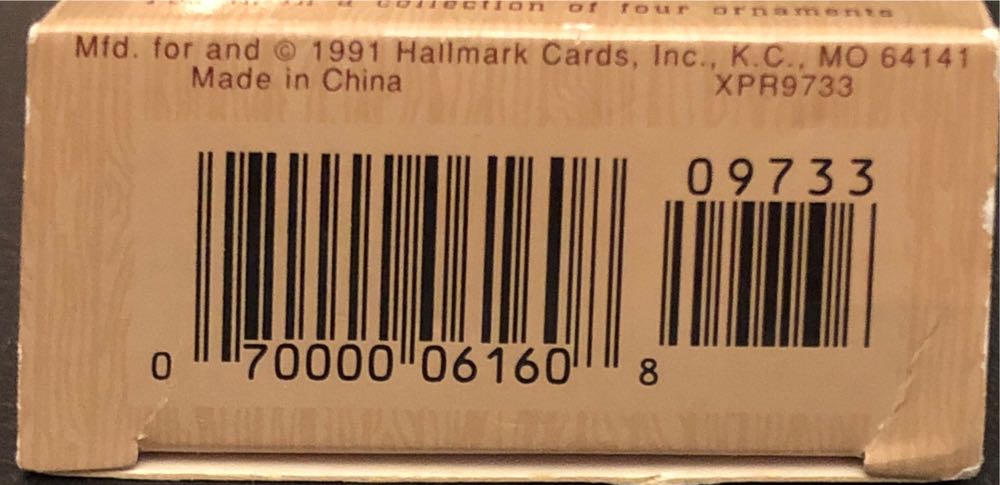 in a collection of four ornaments
Mfd. for and © 1991 Hallmark Cards, Inc., K.C., MO 64141
Made in China XPR9733
09733
0 70000 06160 8